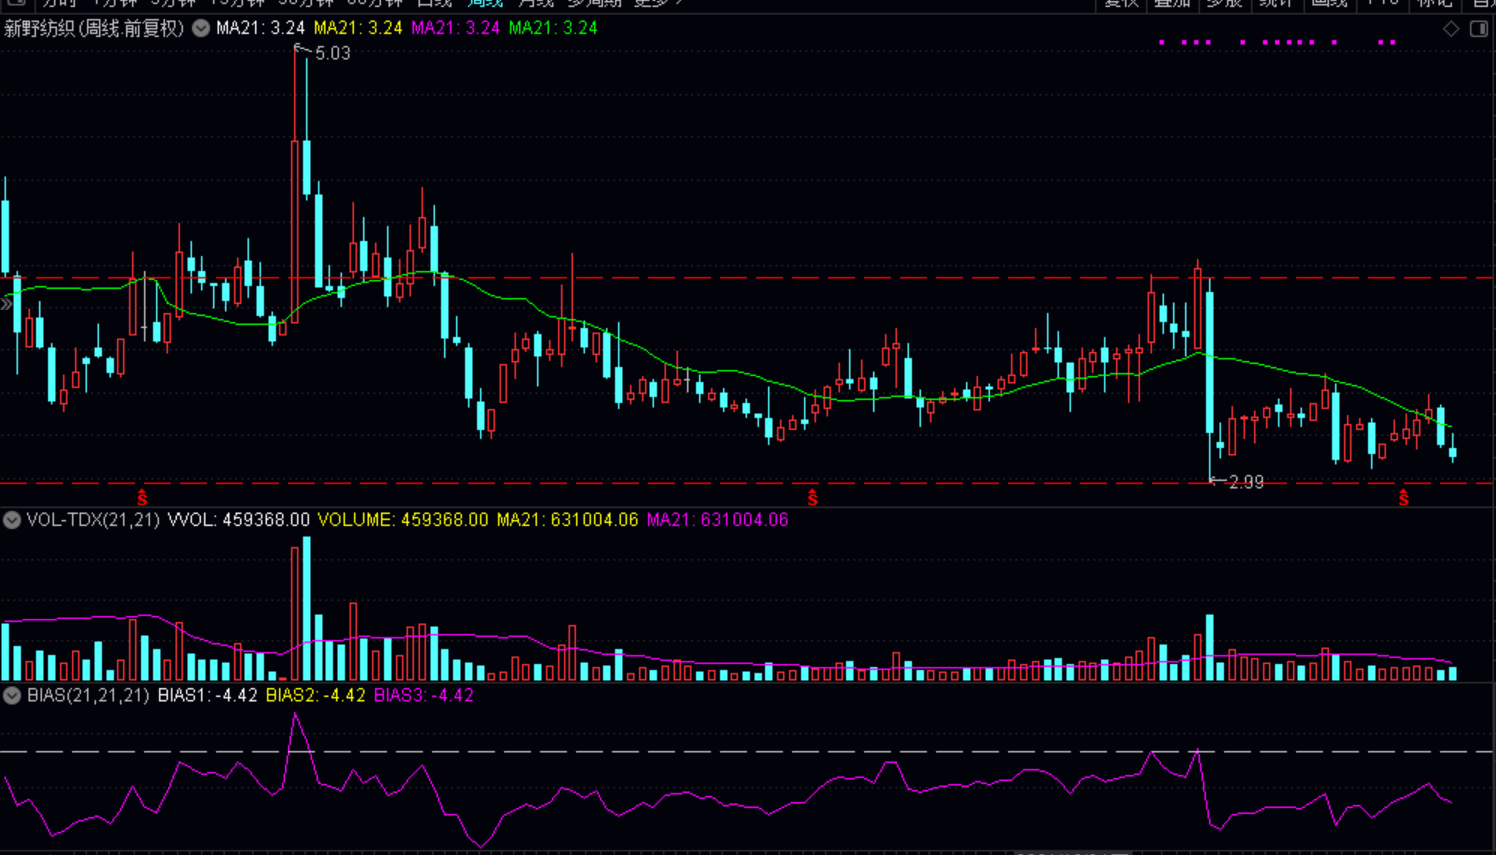 分时 1分钟 5分钟 15分钟 30分钟 60分钟 日线 周线 月线 多周期 更多 复权 叠加 多股 统计 画线 F10 标记
新野纺织(周线.前复权) MA21: 3.24 MA21: 3.24 MA21: 3.24 MA21: 3.24
5.03
2.99
S S S
VOL-TDX(21,21) VVOL: 459368.00 VOLUME: 459368.00 MA21: 631004.06 MA21: 631004.06
BIAS(21,21,21) BIAS1: -4.42 BIAS2: -4.42 BIAS3: -4.42